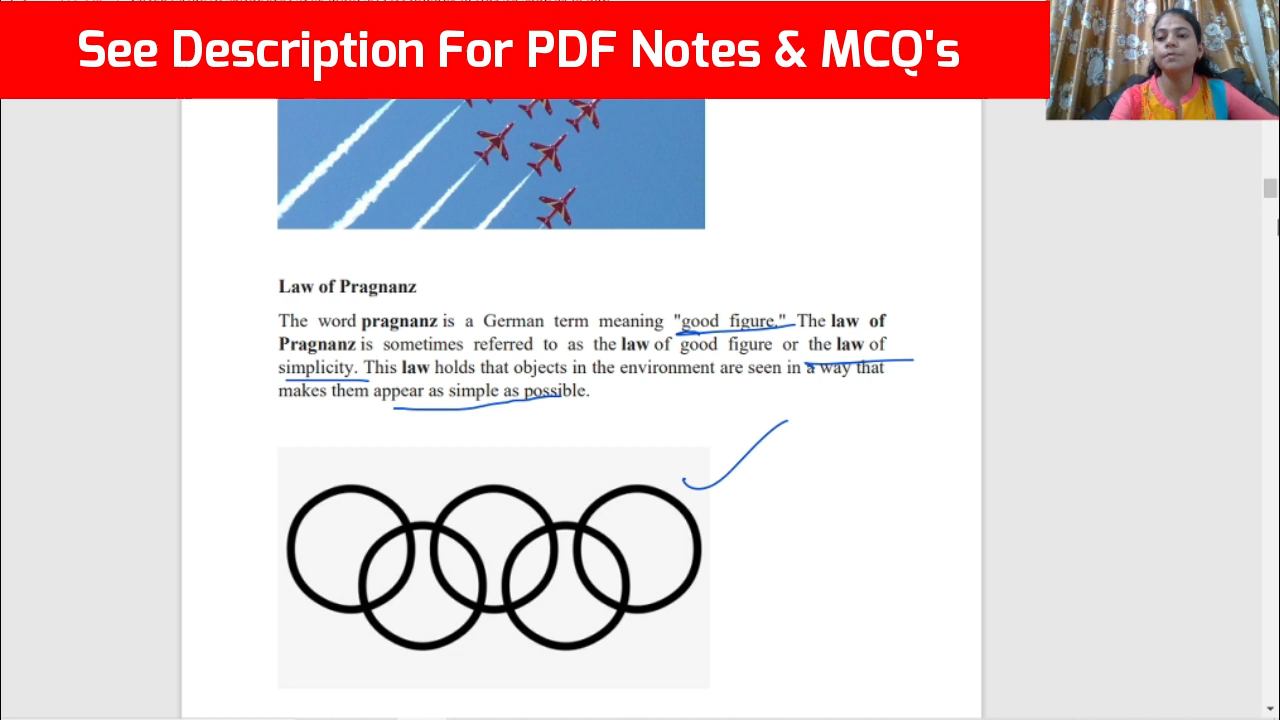 See Description For PDF Notes & MCQ's
Law of Pragnanz
The word pragnanz is a German term meaning "good figure." The law of
Pragnanz is sometimes referred to as the law of good figure or the law of
simplicity. This law holds that objects in the environment are seen in a way that
makes them appear as simple as possible.